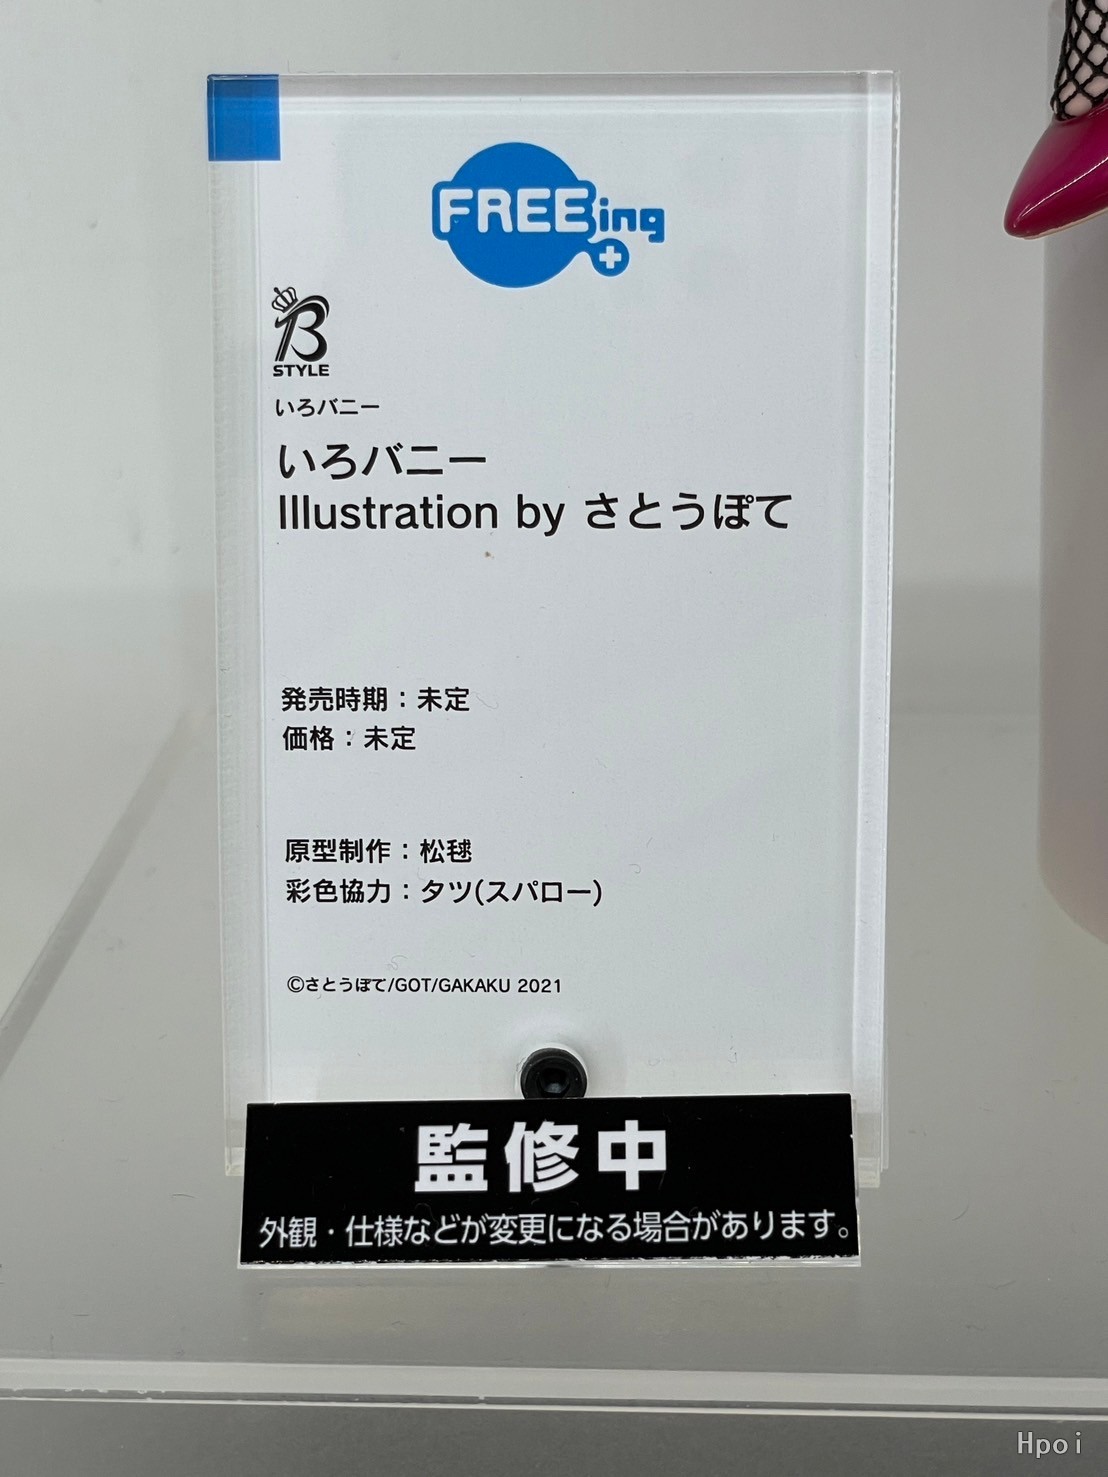 FREEing
B
STYLE
いろバニー
いろバニー
Illustration by さとうぽて
発売時期：未定
価格：未定
原型制作：松毬
彩色協力：タツ(スパロー)
©さとうぽて/GOT/GAKAKU 2021
監修中
外観・仕様などが変更になる場合があります。
Hpoi